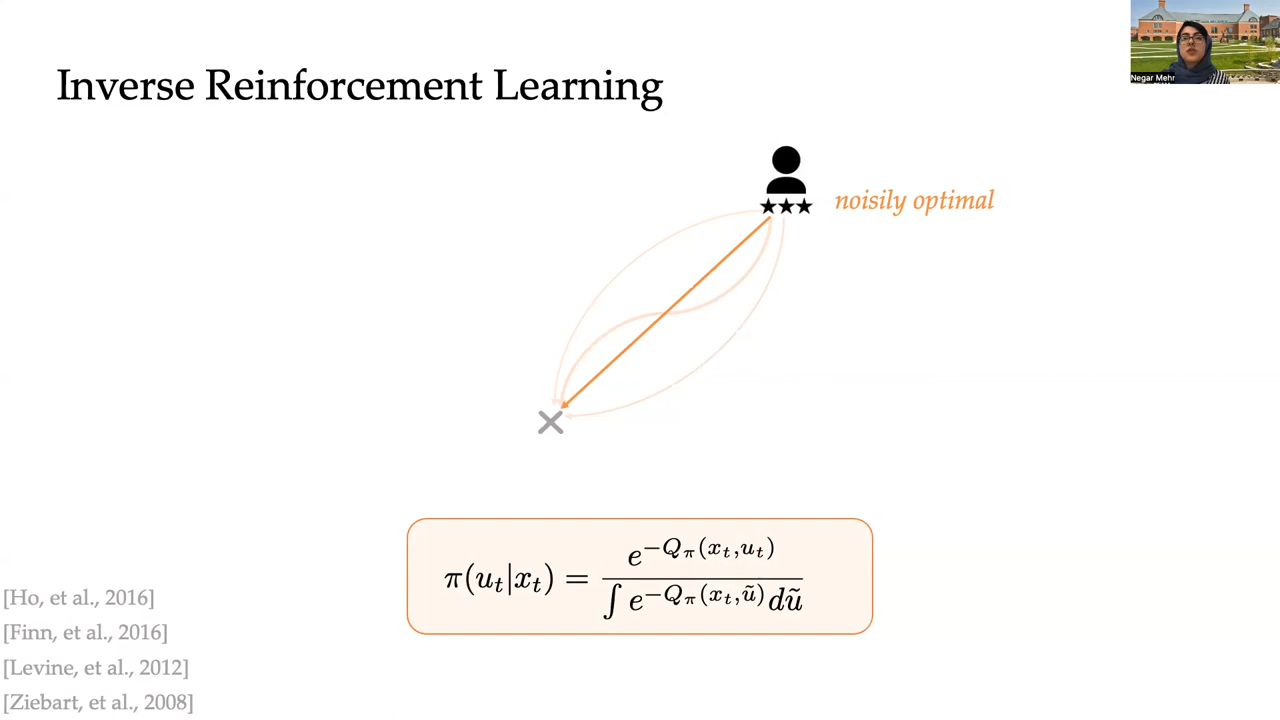 Inverse Reinforcement Learning
Negar Mehr
noisily optimal
π(u_t|x_t) = e^{-Q_π(x_t,u_t)} / ∫ e^{-Q_π(x_t,ũ)} dũ
[Ho, et al., 2016]
[Finn, et al., 2016]
[Levine, et al., 2012]
[Ziebart, et al., 2008]